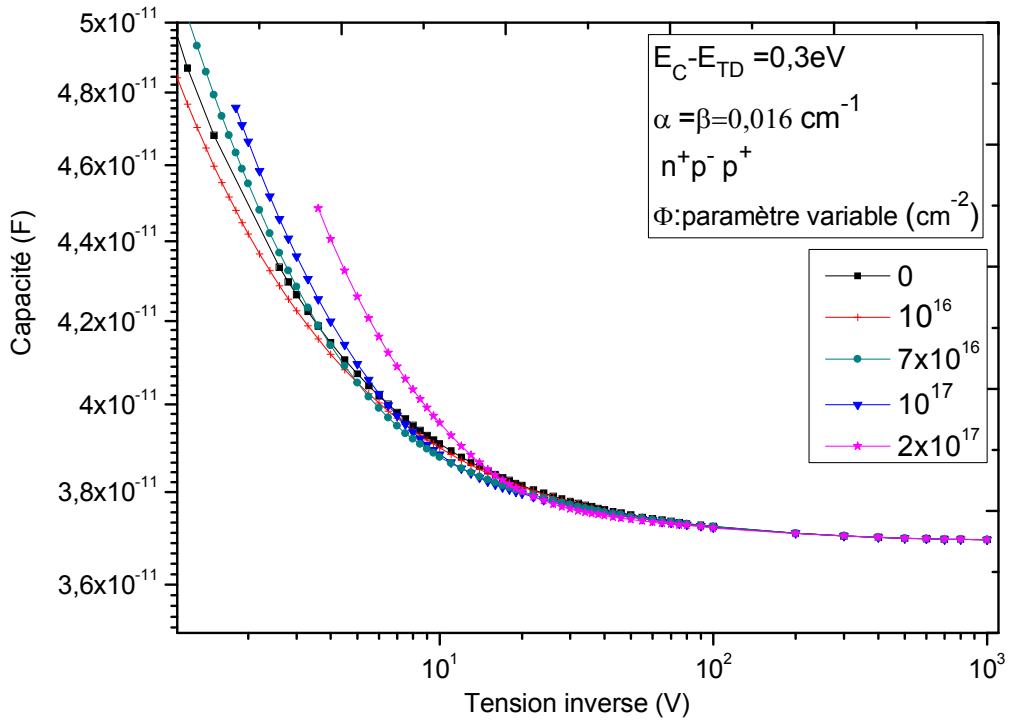 5x10⁻¹¹
4,8x10⁻¹¹
4,6x10⁻¹¹
4,4x10⁻¹¹
4,2x10⁻¹¹
4x10⁻¹¹
3,8x10⁻¹¹
3,6x10⁻¹¹
Capacité (F)
E_C-E_TD =0,3eV
α =β=0,016 cm⁻¹
n⁺p⁻ p⁺
Φ:paramètre variable (cm⁻²)
0
10¹⁶
7x10¹⁶
10¹⁷
2x10¹⁷
10¹ 10² 10³
Tension inverse (V)